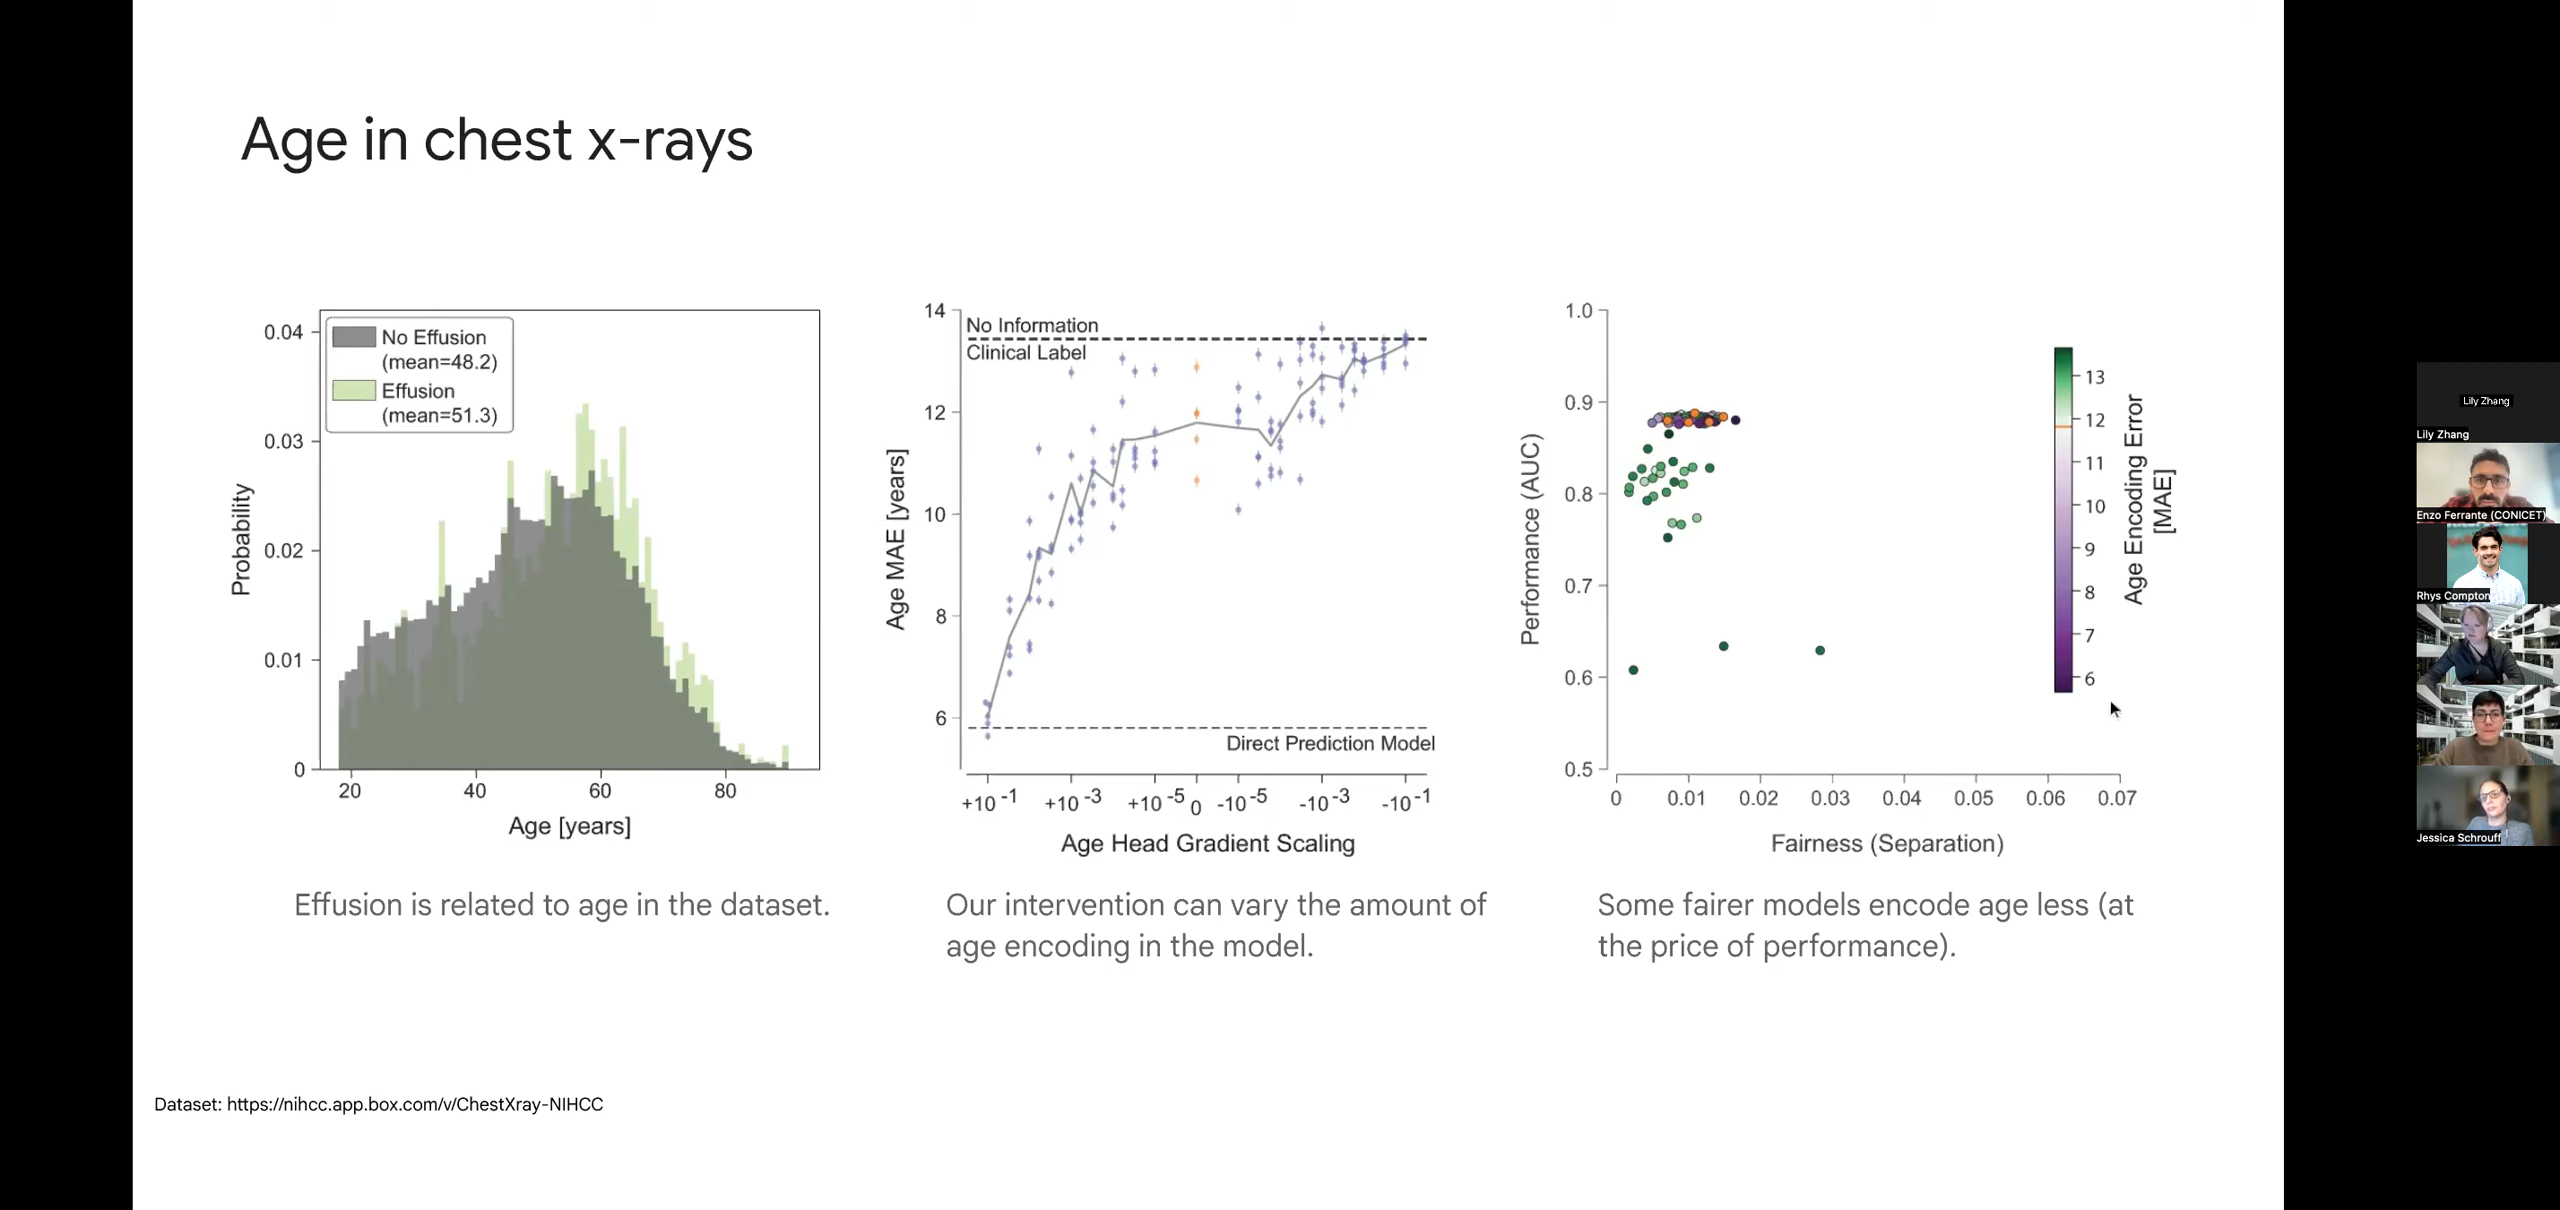 Age in chest x-rays
No Effusion
(mean=48.2)
Effusion
(mean=51.3)
0.04
0.03
0.02
0.01
0
Probability
20 40 60 80
Age [years]
Effusion is related to age in the dataset.
14
12
10
8
6
Age MAE [years]
No Information
Clinical Label
Direct Prediction Model
+10 -1 +10 -3 +10 -5 0 -10 -5 -10 -3 -10 -1
Age Head Gradient Scaling
Our intervention can vary the amount of
age encoding in the model.
1.0
0.9
0.8
0.7
0.6
0.5
Performance (AUC)
0 0.01 0.02 0.03 0.04 0.05 0.06 0.07
Fairness (Separation)
13
12
11
10
9
8
7
6
Age Encoding Error
[MAE]
Some fairer models encode age less (at
the price of performance).
Dataset: https://nihcc.app.box.com/v/ChestXray-NIHCC
Lily Zhang
Lily Zhang
Enzo Ferrante (CONICET)
Rhys Compton
Jessica Schrouff